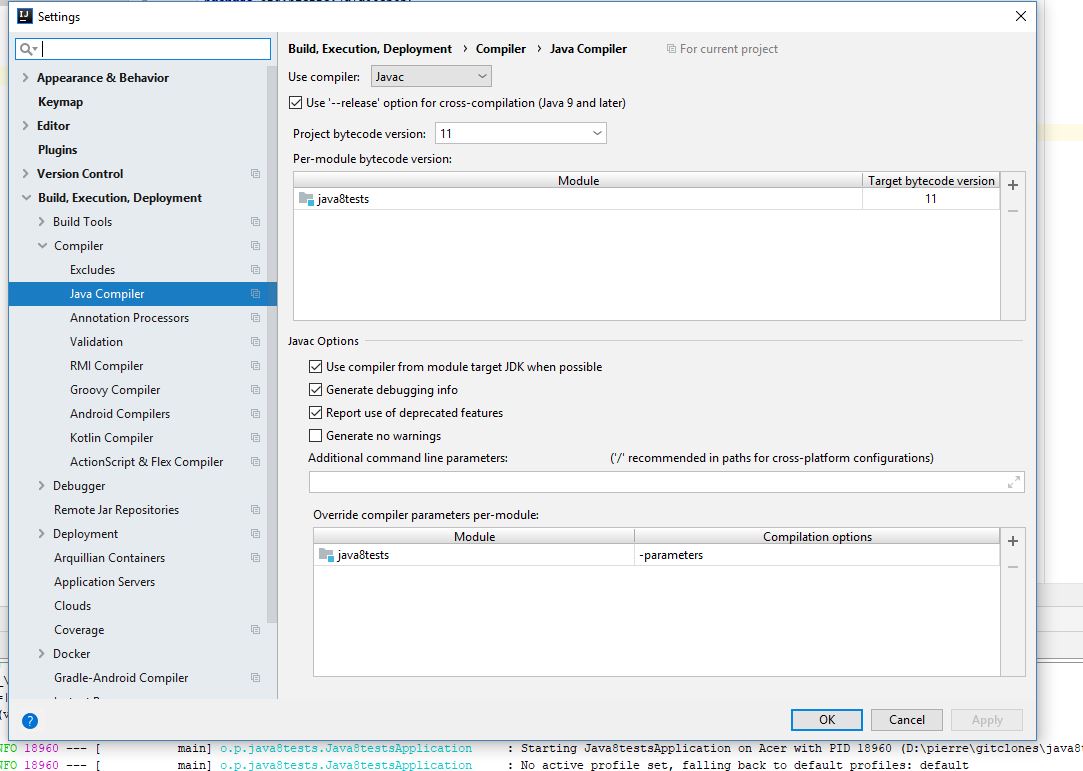 Settings
Build, Execution, Deployment › Compiler › Java Compiler For current project
Appearance & Behavior
Keymap
Editor
Plugins
Version Control
Build, Execution, Deployment
Build Tools
Compiler
Excludes
Java Compiler
Annotation Processors
Validation
RMI Compiler
Groovy Compiler
Android Compilers
Kotlin Compiler
ActionScript & Flex Compiler
Debugger
Remote Jar Repositories
Deployment
Arquillian Containers
Application Servers
Clouds
Coverage
Docker
Gradle-Android Compiler
Use compiler: Javac
Use '--release' option for cross-compilation (Java 9 and later)
Project bytecode version: 11
Per-module bytecode version:
Module Target bytecode version
java8tests 11
Javac Options
Use compiler from module target JDK when possible
Generate debugging info
Report use of deprecated features
Generate no warnings
Additional command line parameters: ('/' recommended in paths for cross-platform configurations)
Override compiler parameters per-module:
Module Compilation options
java8tests -parameters
? OK Cancel Apply
NFO 18960 --- [ main] o.p.java8tests.Java8testsApplication : Starting Java8testsApplication on Acer with PID 18960 (D:\pierre\gitclones\java8
NFO 18960 --- [ main] o.p.java8tests.Java8testsApplication : No active profile set, falling back to default profiles: default